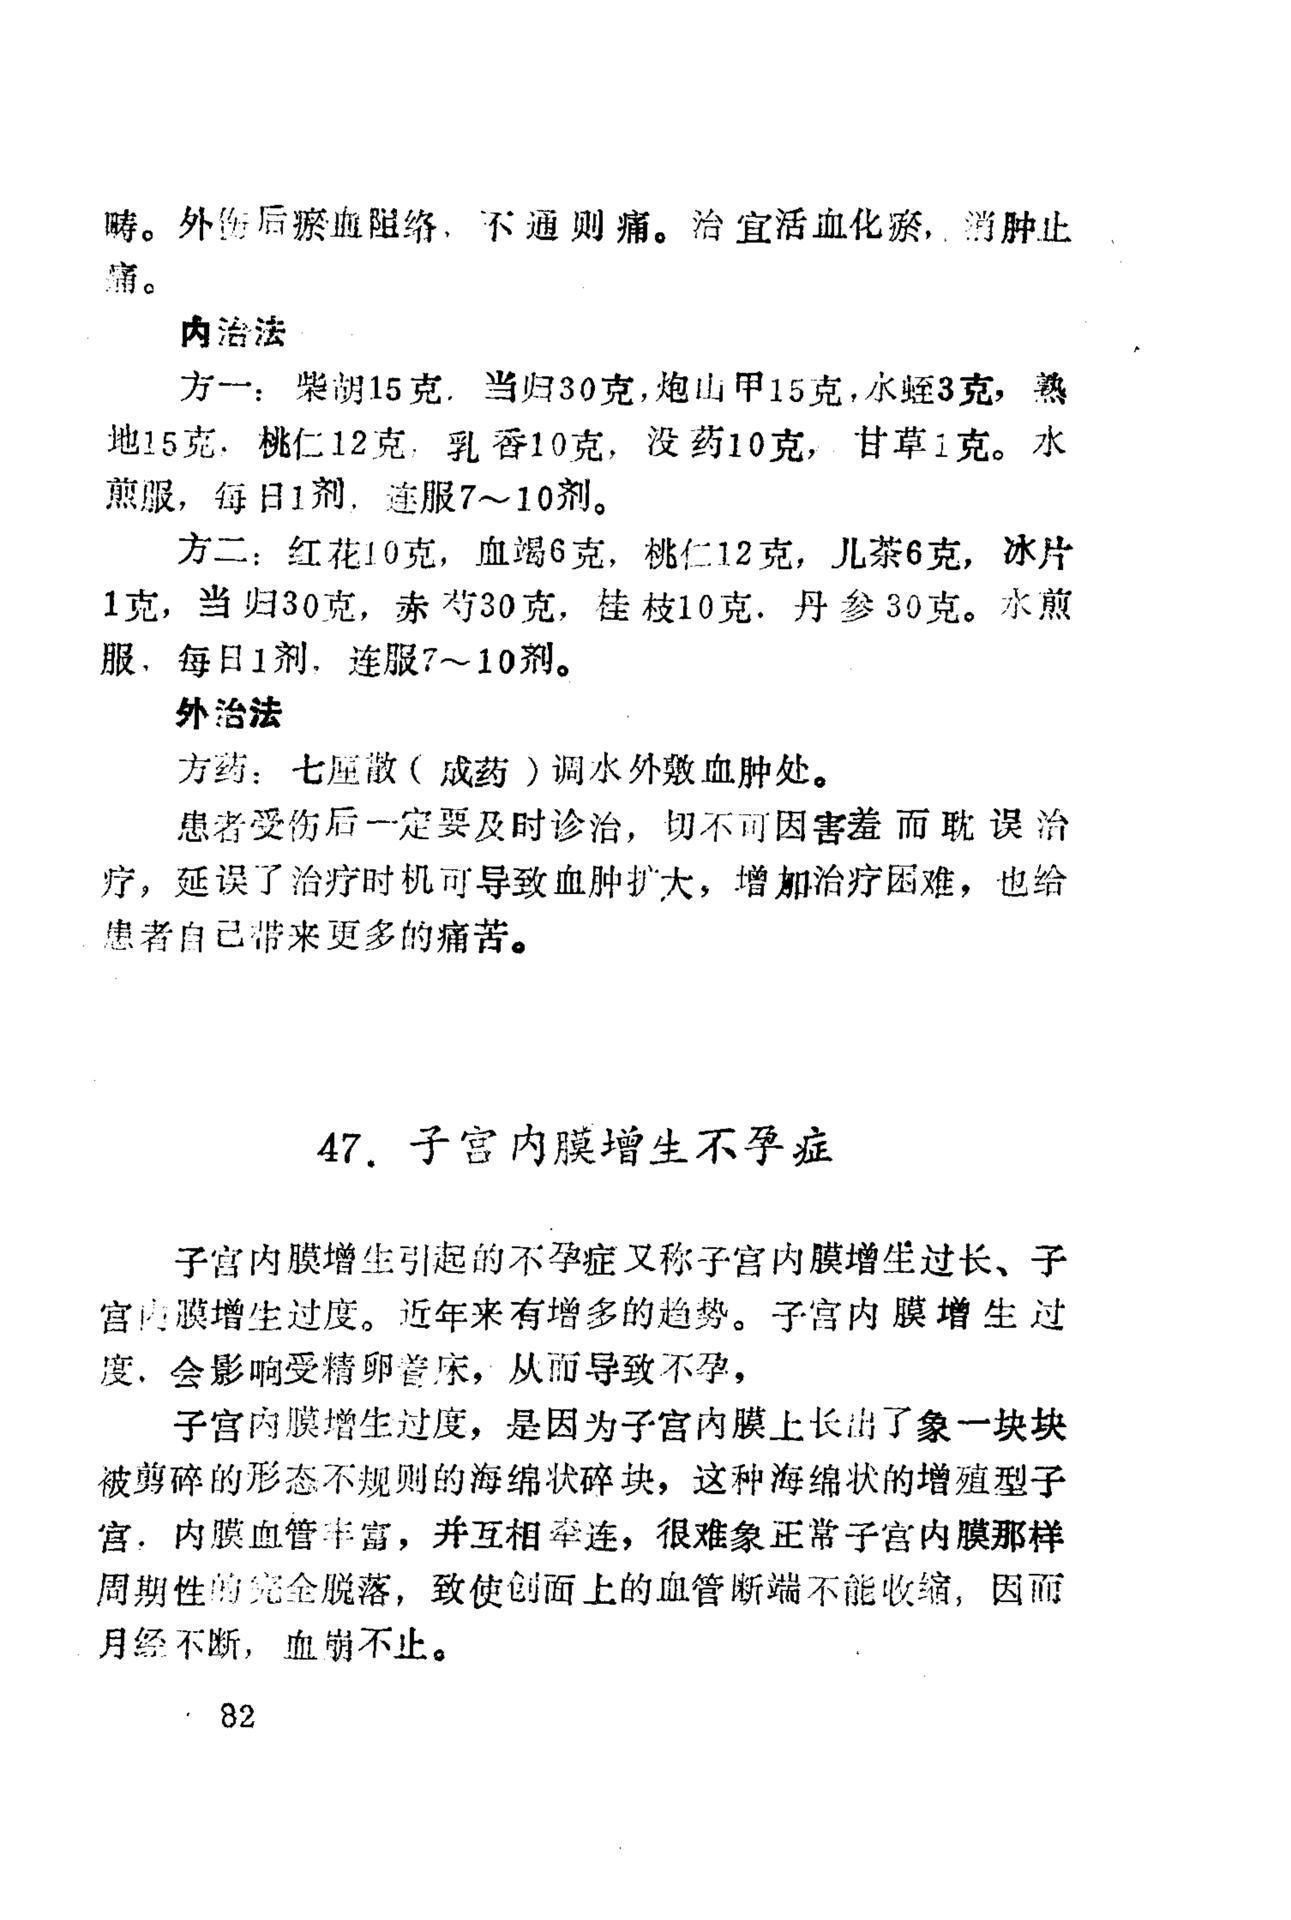 畴。外伤后瘀血阻络，不通则痛。治宜活血化瘀，消肿止
痛。
内治法
方一：柴胡15克，当归30克，炮山甲15克，水蛭3克，熟
地15克，桃仁12克，乳香10克，没药10克，甘草1克。水
煎服，每日1剂，连服7～10剂。
方二：红花10克，血竭6克，桃仁12克，儿茶6克，冰片
1克，当归30克，赤芍30克，桂枝10克，丹参30克。水煎
服，每日1剂，连服7～10剂。
外治法
方药：七厘散（成药）调水外敷血肿处。
患者受伤后一定要及时诊治，切不可因害羞而耽误治
疗，延误了治疗时机可导致血肿扩大，增加治疗困难，也给
患者自己带来更多的痛苦。
47．子宫内膜增生不孕症
子宫内膜增生引起的不孕症又称子宫内膜增生过长、子
宫内膜增生过度。近年来有增多的趋势。子宫内膜增生过
度，会影响受精卵着床，从而导致不孕，
子宫内膜增生过度，是因为子宫内膜上长出了象一块块
被剪碎的形态不规则的海绵状碎块，这种海绵状的增殖型子
宫．内膜血管丰富，并互相牵连，很难象正常子宫内膜那样
周期性的完全脱落，致使创面上的血管断端不能收缩，因而
月经不断，血崩不止。
82